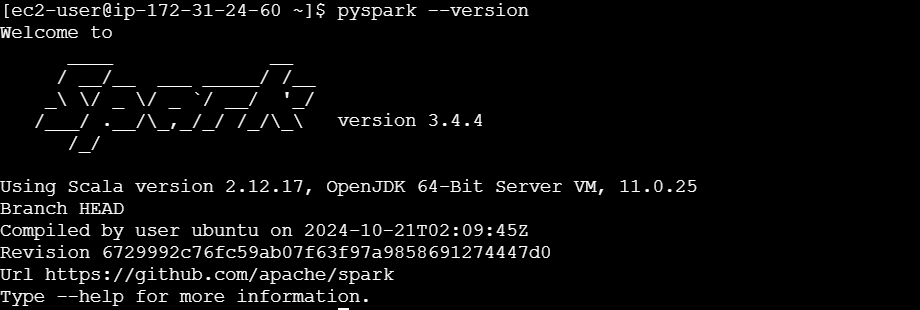 [ec2-user@ip-172-31-24-60 ~]$ pyspark --version
Welcome to
      ____              __
     / __/__  ___ _____/ /__
    _\ \/ _ \/ _ `/ __/  '_/
   /___/ .__/\_,_/_/ /_/\_\   version 3.4.4
      /_/

Using Scala version 2.12.17, OpenJDK 64-Bit Server VM, 11.0.25
Branch HEAD
Compiled by user ubuntu on 2024-10-21T02:09:45Z
Revision 6729992c76fc59ab07f63f97a9858691274447d0
Url https://github.com/apache/spark
Type --help for more information.